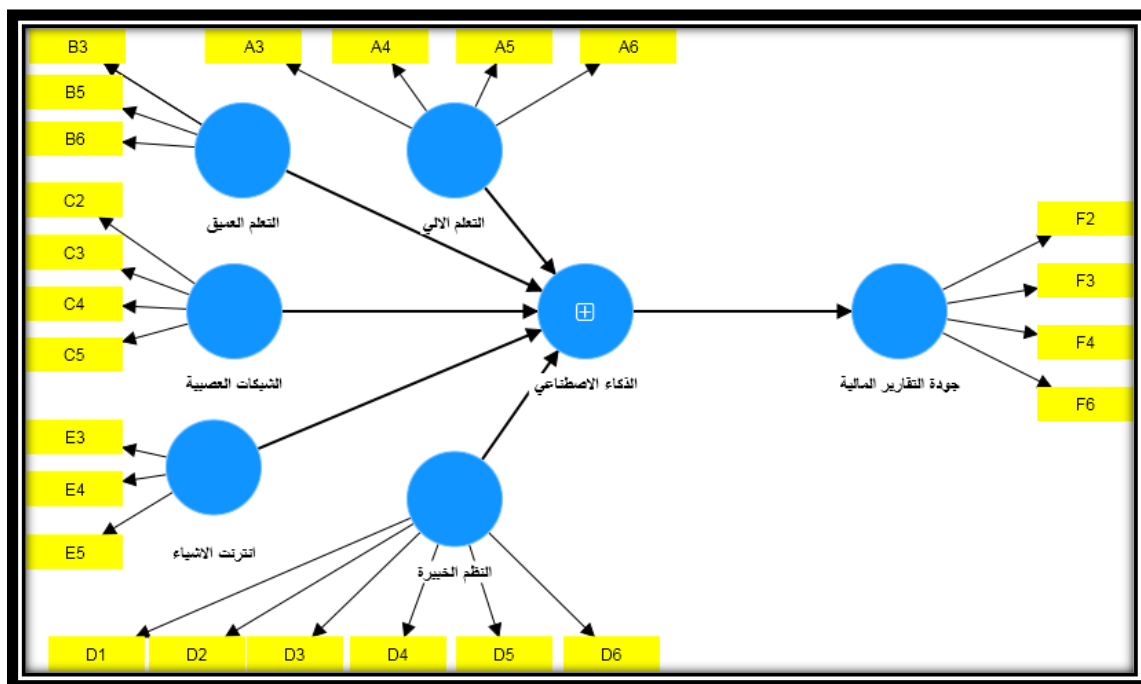 B3
A3
A4
A5
A6
B5
B6
التعلم العميق
التعلم الالي
C2
C3
C4
C5
الشبكات العصبية
الذكاء الاصطناعي
جودة التقارير المالية
F2
F3
F4
F6
E3
E4
E5
انترنت الاشياء
النظم الخبيرة
D1
D2
D3
D4
D5
D6